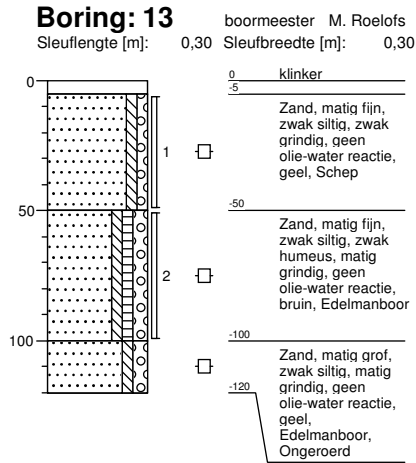 Boring: 13 boormeester M. Roelofs
Sleuflengte [m]: 0,30 Sleufbreedte [m]: 0,30
0
0 klinker
-5
Zand, matig fijn,
zwak siltig, zwak
grindig, geen
olie-water reactie,
geel, Schep
1
50
-50
Zand, matig fijn,
zwak siltig, zwak
humeus, matig
grindig, geen
olie-water reactie,
bruin, Edelmanboor
2
100
-100
Zand, matig grof,
zwak siltig, matig
grindig, geen
olie-water reactie,
geel,
Edelmanboor,
Ongeroerd
-120